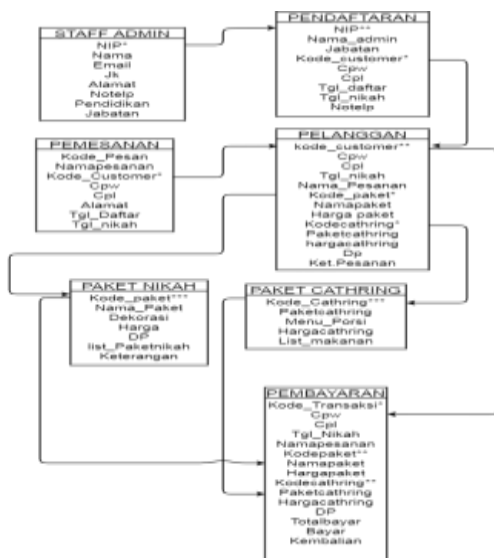 STAFF ADMIN
NIP*
Nama
Email
Jk
Alamat
Notelp
Pendidikan
Jabatan
PENDAFTARAN
NIP**
Nama_admin
Jabatan
Kode_customer*
Cpw
Cpl
Tgl_daftar
Tgl_nikah
Notelp
PEMESANAN
Kode_Pesan
Namapesanan
Kode_Customer*
Cpw
Cpl
Alamat
Tgl_Daftar
Tgl_nikah
PELANGGAN
kode_customer**
Cpw
Cpl
Tgl_nikah
Nama_Pesanan
Kode_paket*
Namapaket
Harga paket
Kodecathring*
Paketcathring
hargacathring
Dp
Ket.Pesanan
PAKET NIKAH
Kode_paket***
Nama_Paket
Dekorasi
Harga
DP
list_Paketnikah
Keterangan
PAKET CATHRING
Kode_Cathring***
Paketcathring
Menu_Porsi
Hargacathring
List_makanan
PEMBAYARAN
Kode_Transaksi*
Cpw
Cpl
Tgl_Nikah
Namapesanan
Kodepaket**
Namapaket
Hargapaket
Kodecathring**
Paketcathring
Hargacathring
DP
Totalbayar
Bayar
Kembalian